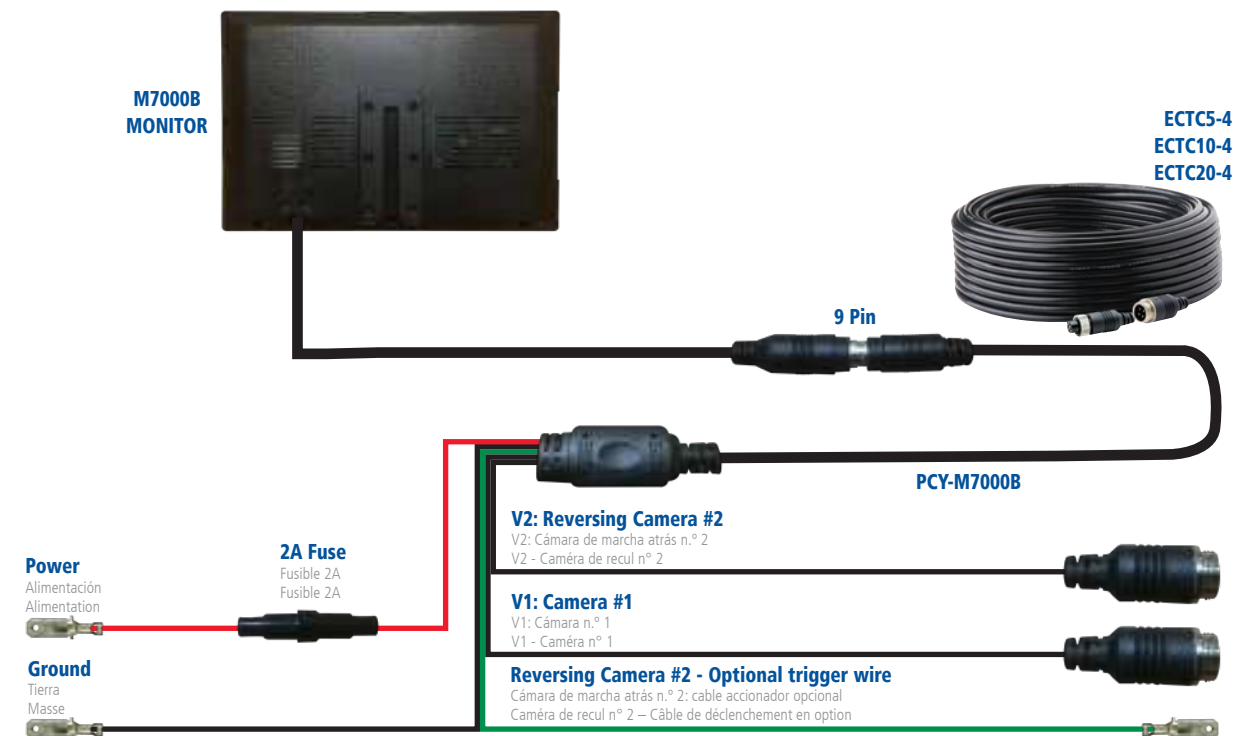 M7000B
MONITOR
ECTC5-4
ECTC10-4
ECTC20-4
9 Pin
PCY-M7000B
V2: Reversing Camera #2
V2: Cámara de marcha atrás n.º 2
V2 - Caméra de recul n° 2
2A Fuse
Fusible 2A
Fusible 2A
Power
Alimentación
Alimentation
V1: Camera #1
V1: Cámara n.º 1
V1 - Caméra n° 1
Ground
Tierra
Masse
Reversing Camera #2 - Optional trigger wire
Cámara de marcha atrás n.º 2: cable accionador opcional
Caméra de recul n° 2 – Câble de déclenchement en option